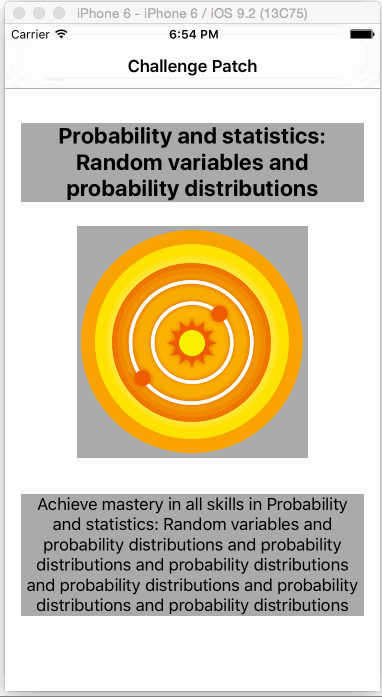 iPhone 6 - iPhone 6 / iOS 9.2 (13C75)
Carrier 6:54 PM
Challenge Patch
Probability and statistics:
Random variables and
probability distributions
Achieve mastery in all skills in Probability
and statistics: Random variables and
probability distributions and probability
distributions and probability distributions
and probability distributions and probability
distributions and probability distributions